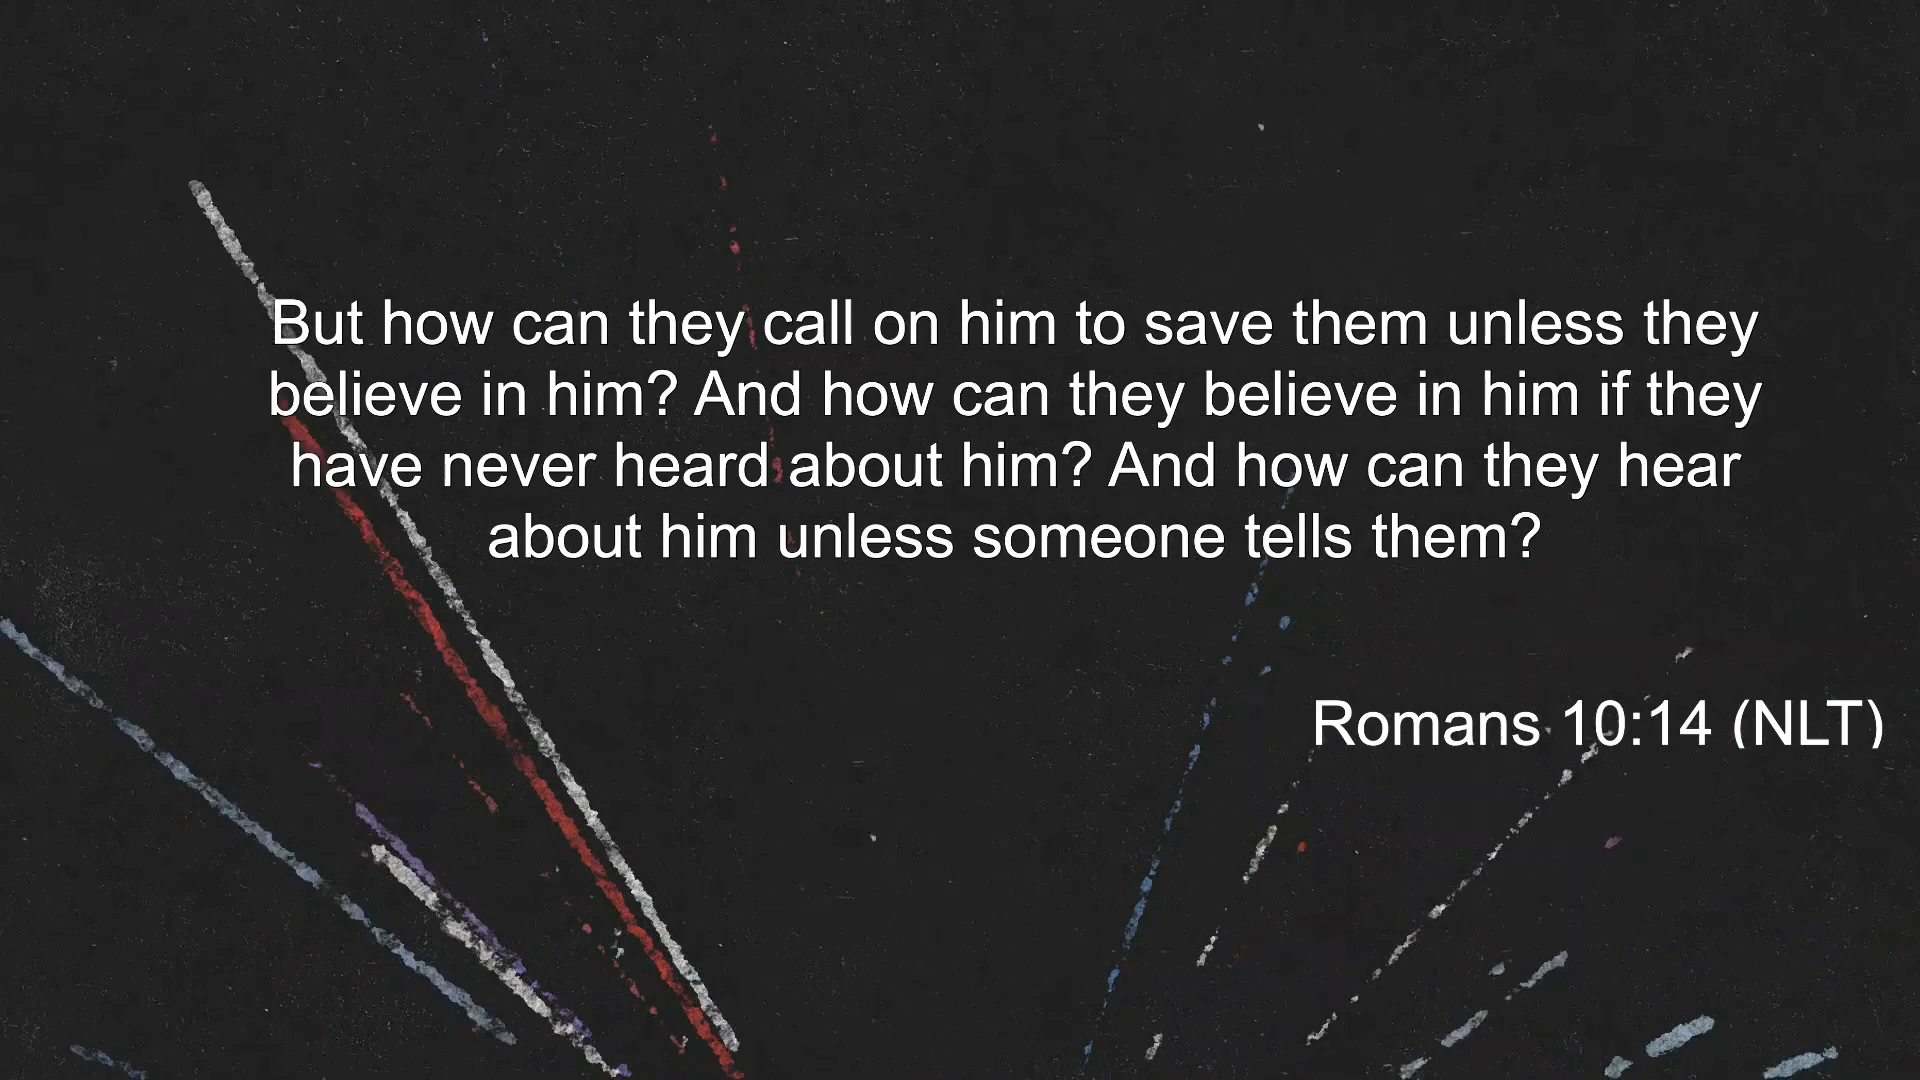 But how can they call on him to save them unless they
believe in him? And how can they believe in him if they
have never heard about him? And how can they hear
about him unless someone tells them?
Romans 10:14 (NLT)